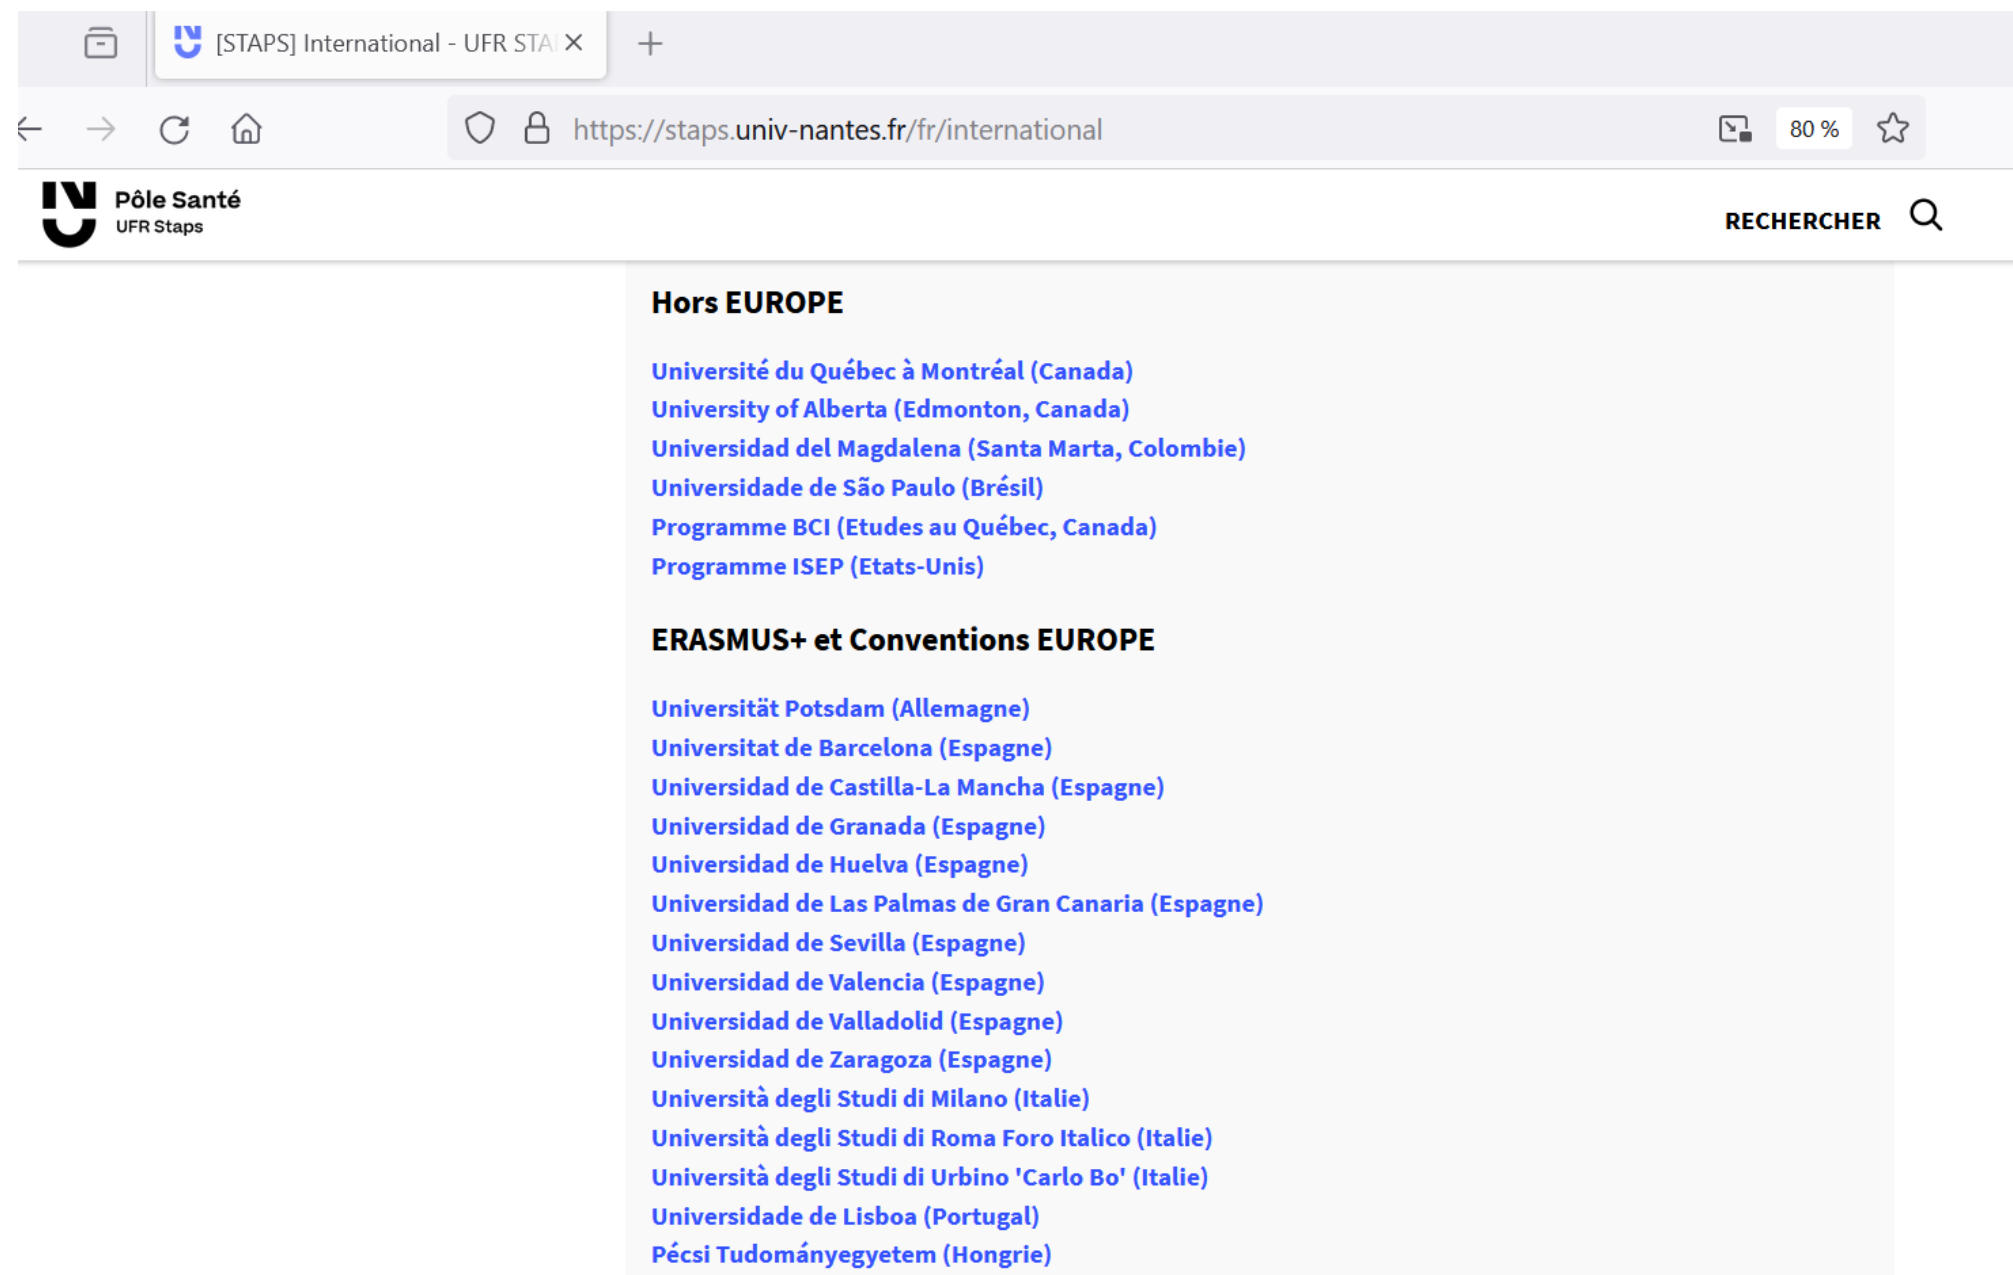 [STAPS] International - UFR STA
https://staps.univ-nantes.fr/fr/international
80 %
Pôle Santé
UFR Staps
RECHERCHER
Hors EUROPE
Université du Québec à Montréal (Canada)
University of Alberta (Edmonton, Canada)
Universidad del Magdalena (Santa Marta, Colombie)
Universidade de São Paulo (Brésil)
Programme BCI (Etudes au Québec, Canada)
Programme ISEP (Etats-Unis)
ERASMUS+ et Conventions EUROPE
Universität Potsdam (Allemagne)
Universitat de Barcelona (Espagne)
Universidad de Castilla-La Mancha (Espagne)
Universidad de Granada (Espagne)
Universidad de Huelva (Espagne)
Universidad de Las Palmas de Gran Canaria (Espagne)
Universidad de Sevilla (Espagne)
Universidad de Valencia (Espagne)
Universidad de Valladolid (Espagne)
Universidad de Zaragoza (Espagne)
Università degli Studi di Milano (Italie)
Università degli Studi di Roma Foro Italico (Italie)
Università degli Studi di Urbino 'Carlo Bo' (Italie)
Universidade de Lisboa (Portugal)
Pécsi Tudományegyetem (Hongrie)